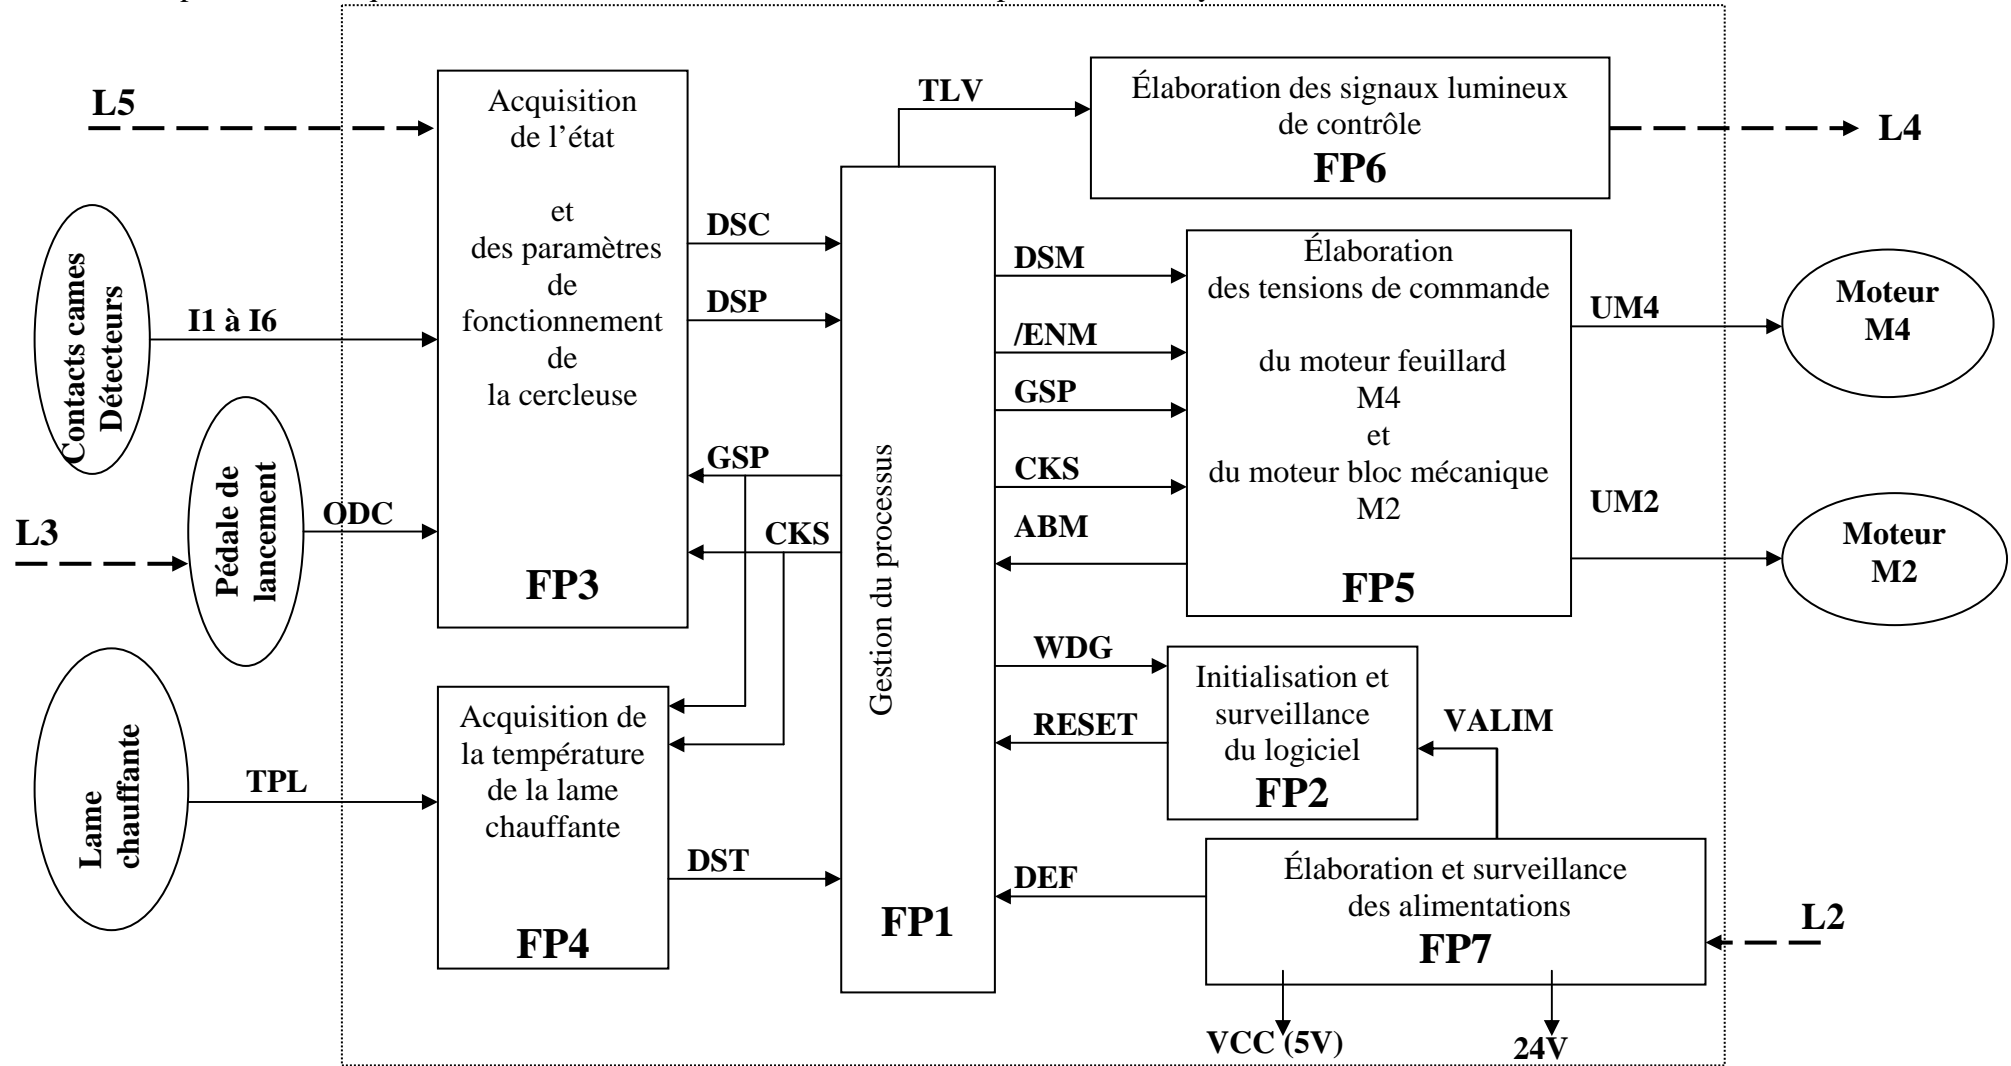 L5
Acquisition
de l'état
et
des paramètres
de
fonctionnement
de
la cercleuse
FP3
Contacts cames
Détecteurs
I1 à I6
L3
Pédale de
lancement
ODC
Lame
chauffante
TPL
Acquisition de
la température
de la lame
chauffante
FP4
DSC
DSP
GSP
CKS
DST
Gestion du processus
FP1
TLV
Élaboration des signaux lumineux
de contrôle
FP6
L4
DSM
/ENM
GSP
CKS
ABM
Élaboration
des tensions de commande
du moteur feuillard
M4
et
du moteur bloc mécanique
M2
FP5
UM4
Moteur
M4
UM2
Moteur
M2
WDG
RESET
Initialisation et
surveillance
du logiciel
FP2
VALIM
DEF
Élaboration et surveillance
des alimentations
FP7
L2
VCC (5V)
24V